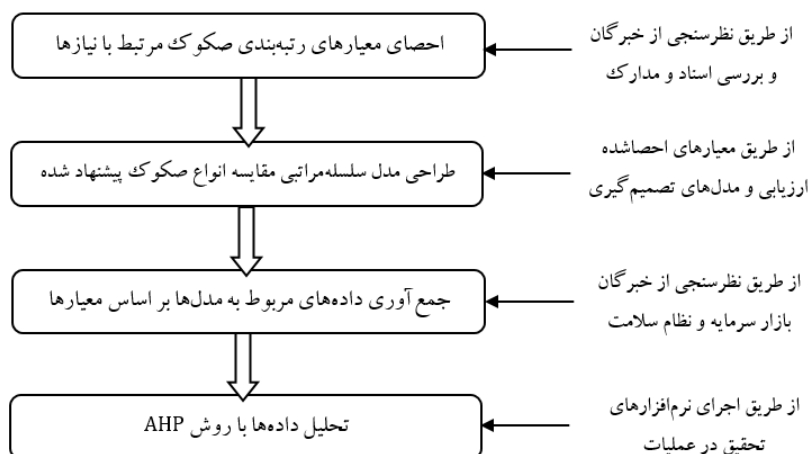 از طریق نظرسنجی از خبرگان
و بررسی اسناد و مدارک
احصای معیارهای رتبه‌بندی صکوک مرتبط با نیازها
از طریق معیارهای احصاشده
ارزیابی و مدل‌های تصمیم‌گیری
طراحی مدل سلسله‌مراتبی مقایسه انواع صکوک پیشنهاد شده
از طریق نظرسنجی از خبرگان
بازار سرمایه و نظام سلامت
جمع آوری داده‌های مربوط به مدل‌ها بر اساس معیارها
از طریق اجرای نرم‌افزارهای
تحقیق در عملیات
تحلیل داده‌ها با روش AHP